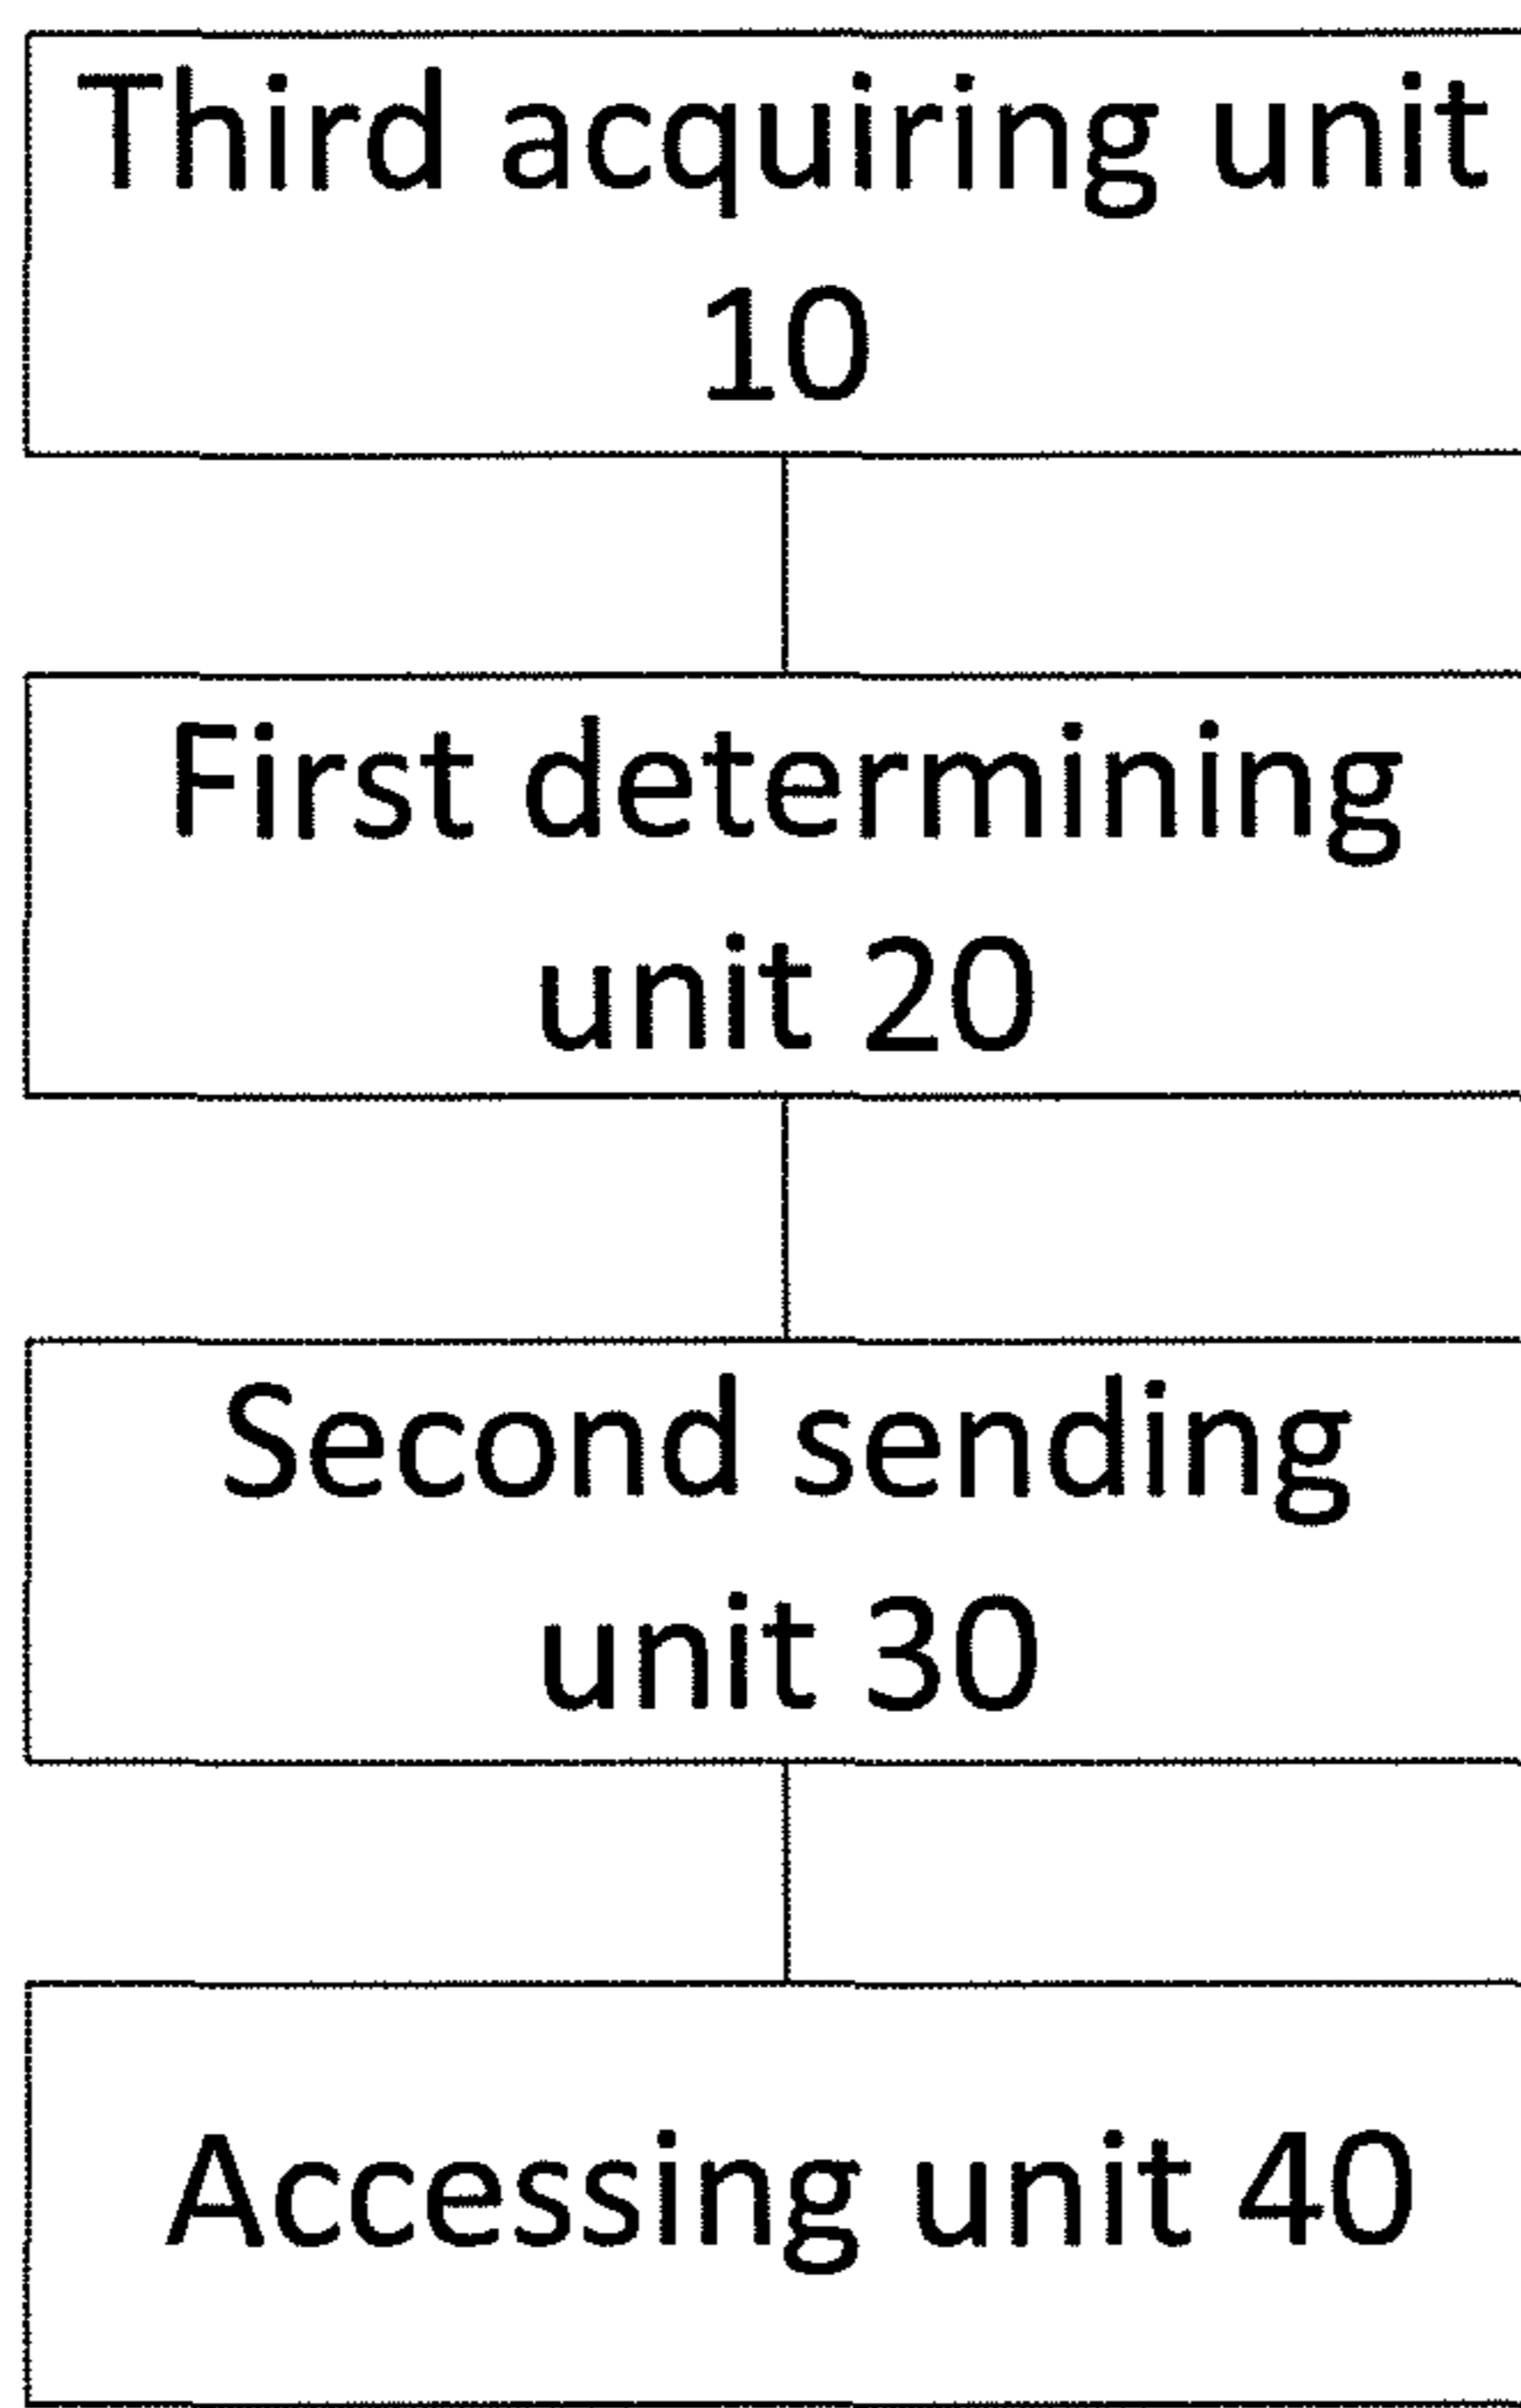 Third acquiring unit
10
First determining
unit 20
Second sending
unit 30
Accessing unit 40